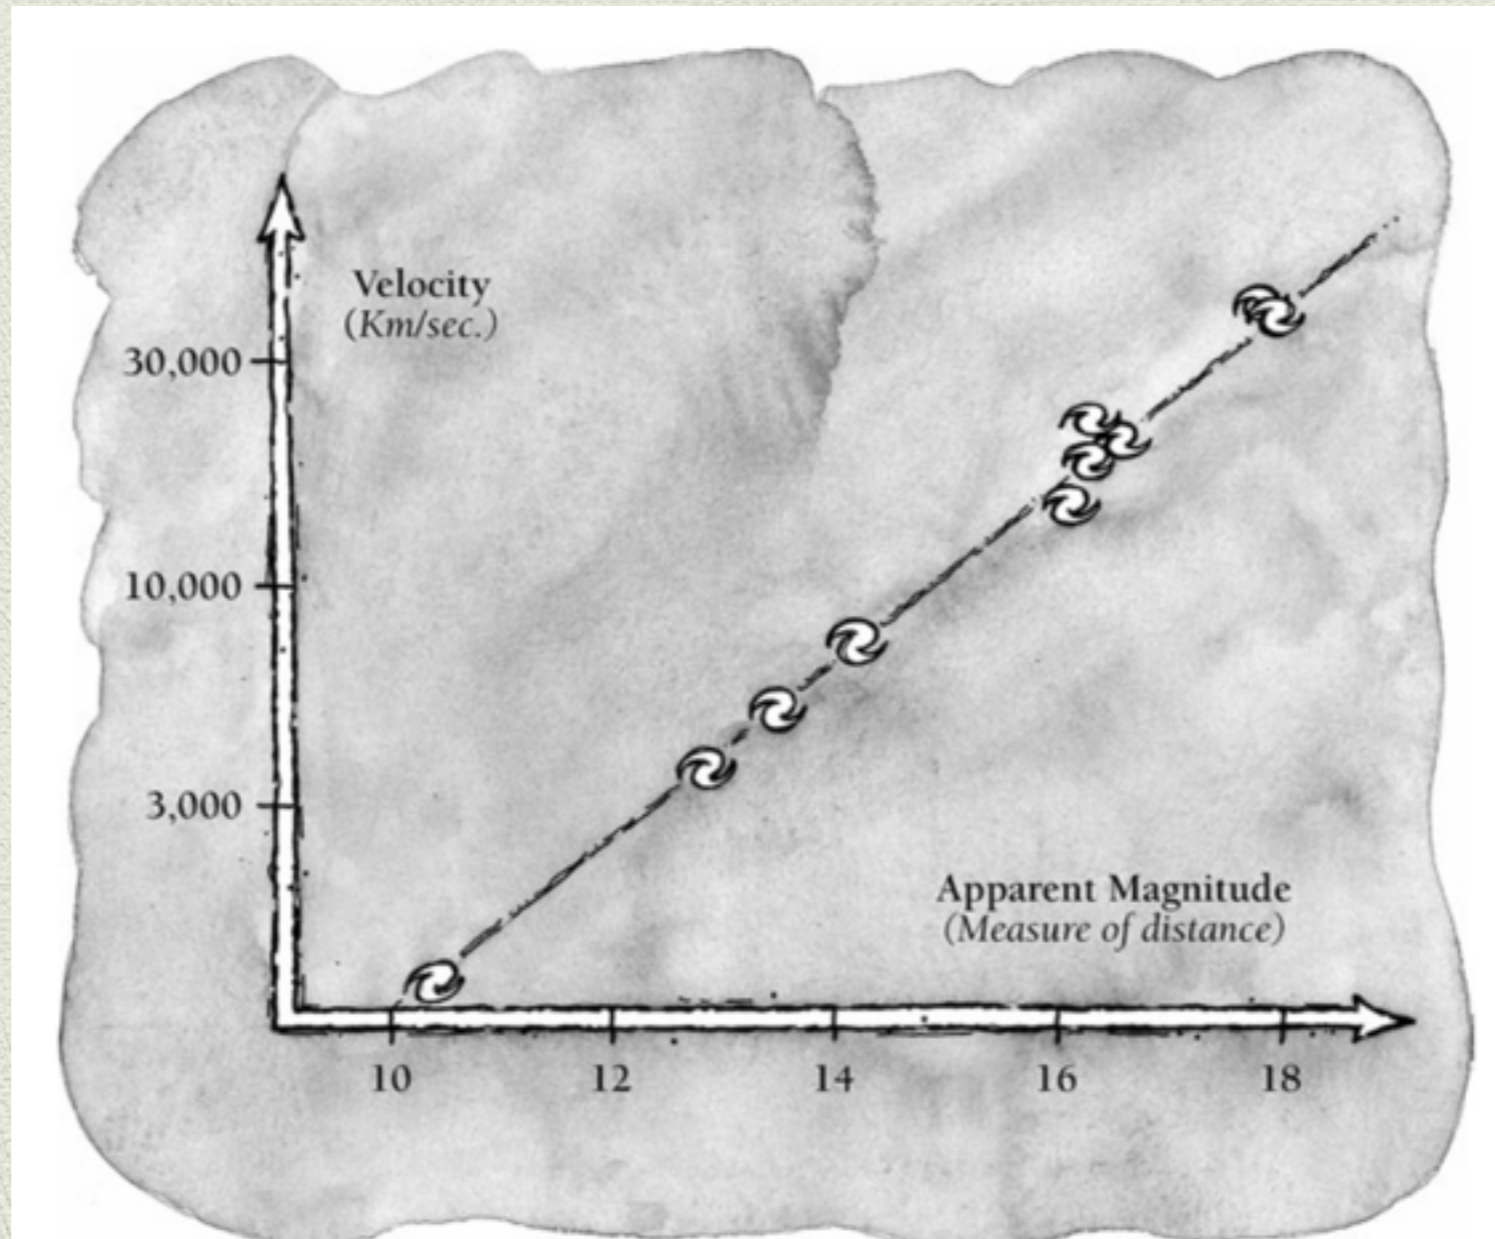 Velocity
(Km/sec.)
30,000
10,000
3,000
Apparent Magnitude
(Measure of distance)
10 12 14 16 18